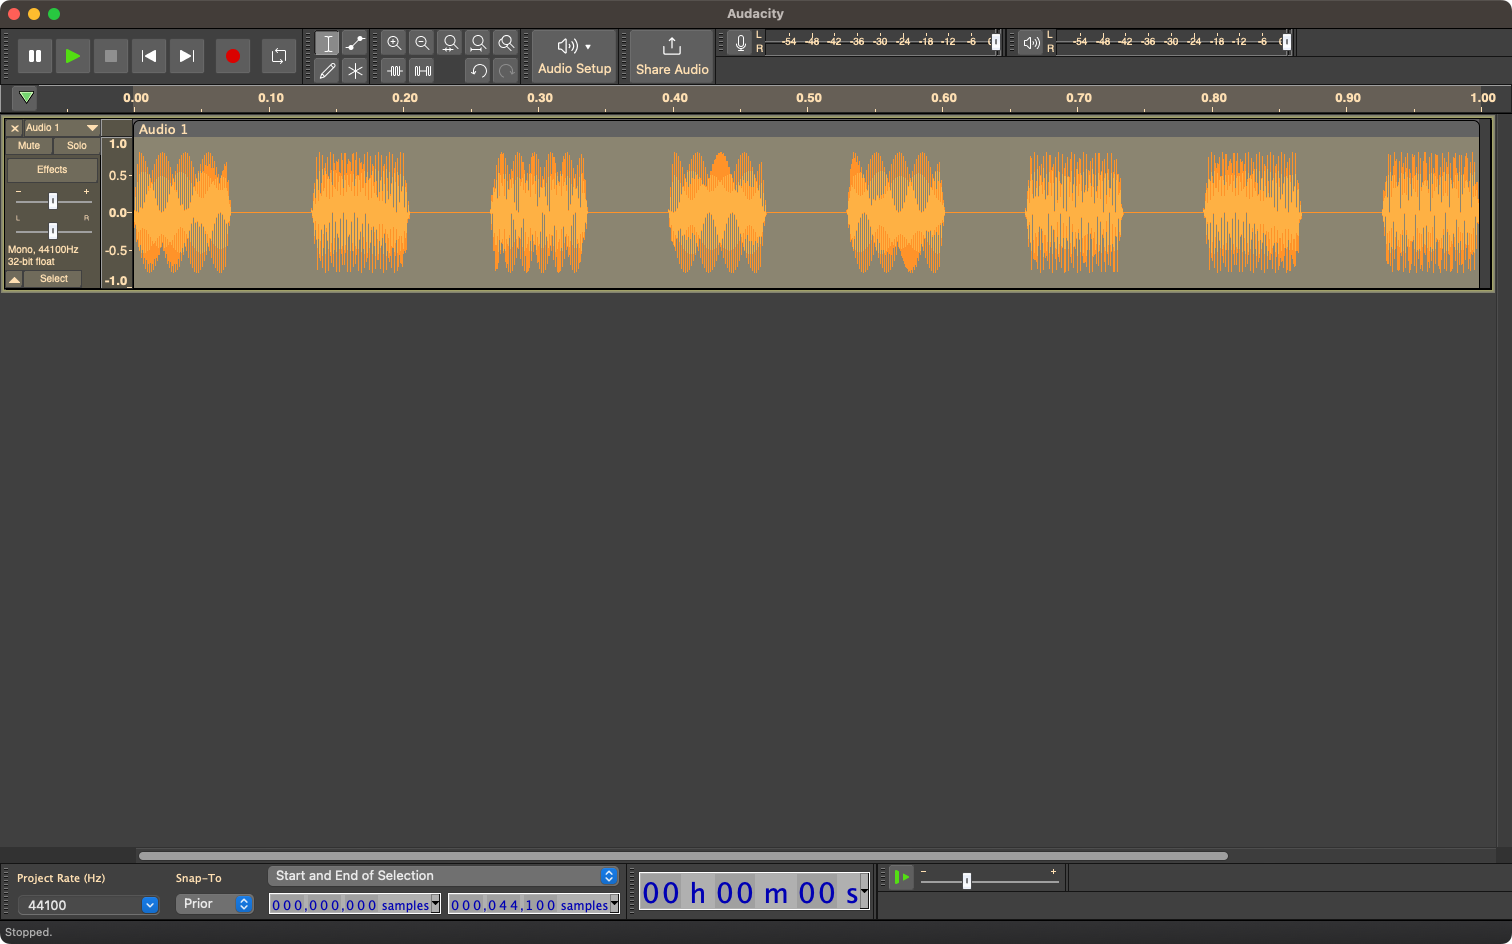 Audacity
Audio Setup
Share Audio
L
R
-54 -48 -42 -36 -30 -24 -18 -12 -6
L
R
-54 -48 -42 -36 -30 -24 -18 -12 -6
0.00 0.10 0.20 0.30 0.40 0.50 0.60 0.70 0.80 0.90 1.00
Audio 1
Audio 1
Mute Solo
Effects
- +
L R
Mono, 44100Hz
32-bit float
Select
1.0
0.5
0.0
-0.5
-1.0
Project Rate (Hz)
44100
Snap-To
Prior
Start and End of Selection
000,000,000 samples
000,044,100 samples
00 h 00 m 00 s
- +
Stopped.